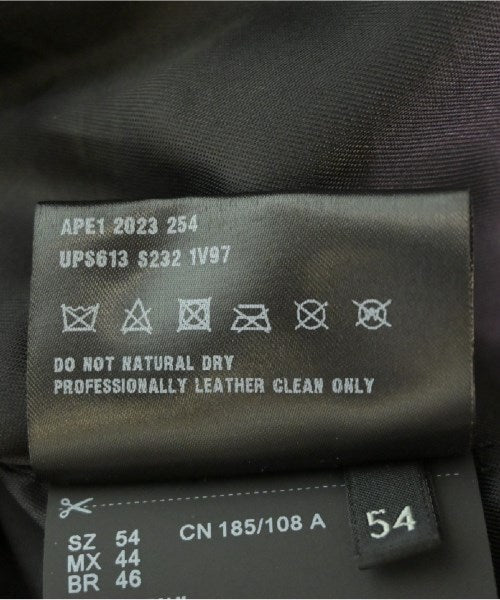 APE1 2023 254
UPS613 S232 1V97
DO NOT NATURAL DRY
PROFESSIONALLY LEATHER CLEAN ONLY
SZ 54
MX 44
BR 46
CN 185/108 A
54